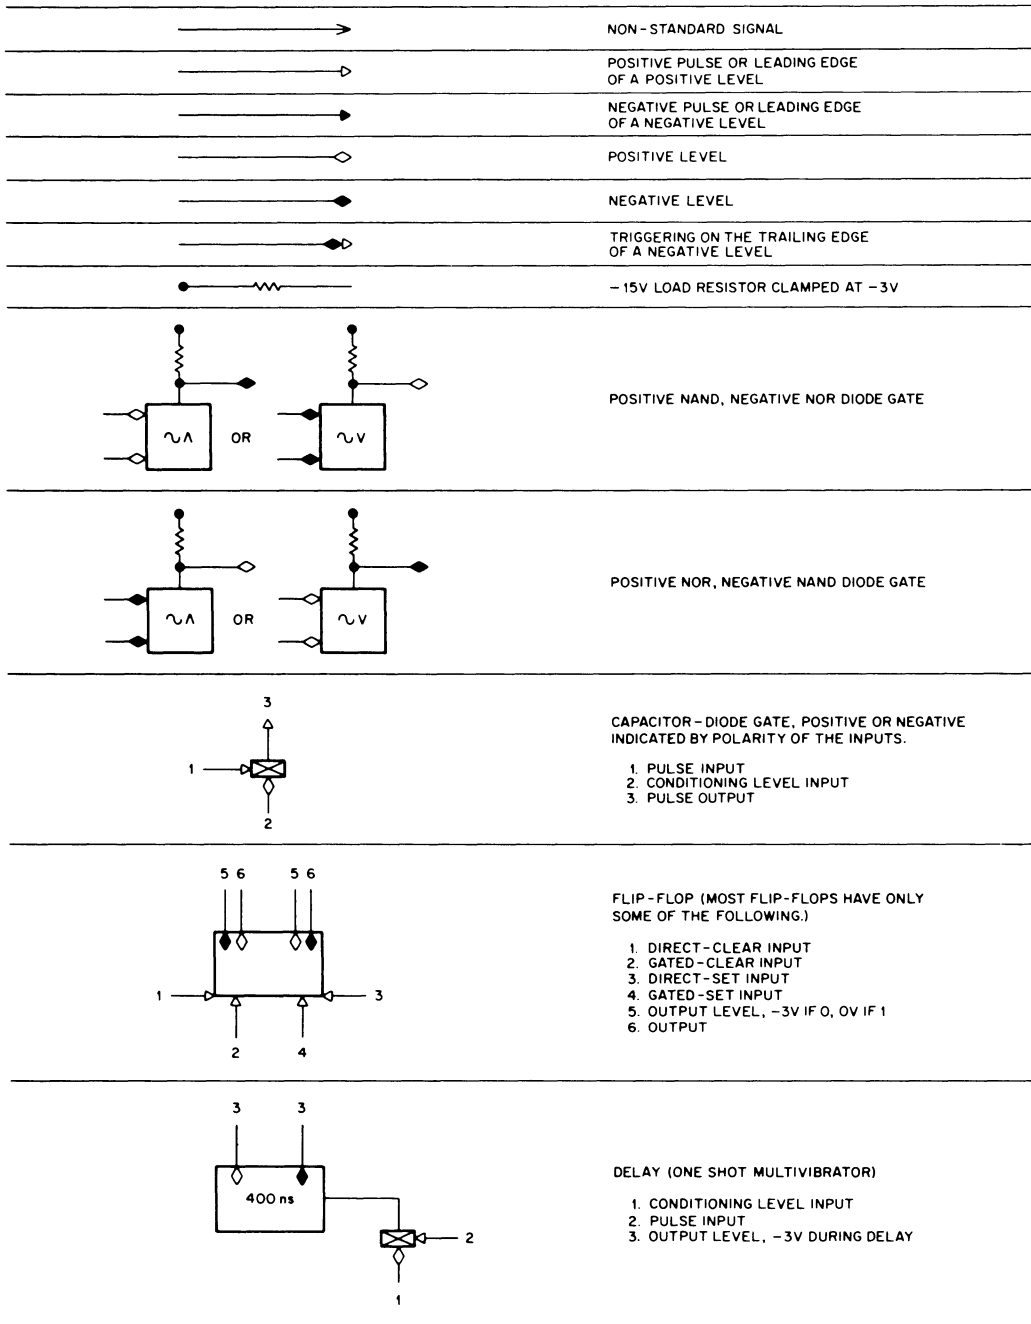 NON-STANDARD SIGNAL
POSITIVE PULSE OR LEADING EDGE
OF A POSITIVE LEVEL
NEGATIVE PULSE OR LEADING EDGE
OF A NEGATIVE LEVEL
POSITIVE LEVEL
NEGATIVE LEVEL
TRIGGERING ON THE TRAILING EDGE
OF A NEGATIVE LEVEL
-15V LOAD RESISTOR CLAMPED AT -3V
∿∧ OR ∿∨
POSITIVE NAND, NEGATIVE NOR DIODE GATE
∿∧ OR ∿∨
POSITIVE NOR, NEGATIVE NAND DIODE GATE
3
1
2
CAPACITOR-DIODE GATE, POSITIVE OR NEGATIVE
INDICATED BY POLARITY OF THE INPUTS.
1. PULSE INPUT
2. CONDITIONING LEVEL INPUT
3. PULSE OUTPUT
5 6 5 6
1 3
2 4
FLIP-FLOP (MOST FLIP-FLOPS HAVE ONLY
SOME OF THE FOLLOWING.)
1. DIRECT-CLEAR INPUT
2. GATED-CLEAR INPUT
3. DIRECT-SET INPUT
4. GATED-SET INPUT
5. OUTPUT LEVEL, -3V IF 0, 0V IF 1
6. OUTPUT
3 3
400 ns
2
1
DELAY (ONE SHOT MULTIVIBRATOR)
1. CONDITIONING LEVEL INPUT
2. PULSE INPUT
3. OUTPUT LEVEL, -3V DURING DELAY